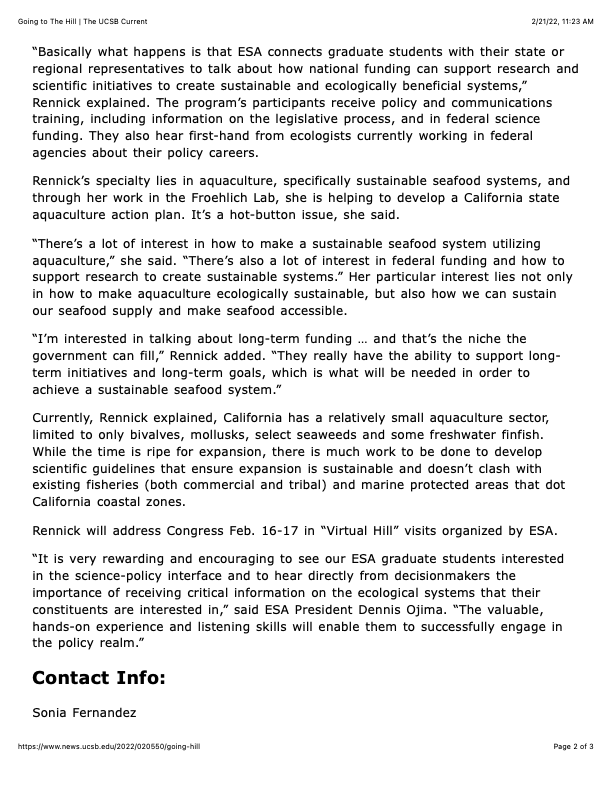 Going to The Hill | The UCSB Current
2/21/22, 11:23 AM
“Basically what happens is that ESA connects graduate students with their state or
regional representatives to talk about how national funding can support research and
scientific initiatives to create sustainable and ecologically beneficial systems,”
Rennick explained. The program’s participants receive policy and communications
training, including information on the legislative process, and in federal science
funding. They also hear first-hand from ecologists currently working in federal
agencies about their policy careers.
Rennick’s specialty lies in aquaculture, specifically sustainable seafood systems, and
through her work in the Froehlich Lab, she is helping to develop a California state
aquaculture action plan. It’s a hot-button issue, she said.
“There’s a lot of interest in how to make a sustainable seafood system utilizing
aquaculture,” she said. “There’s also a lot of interest in federal funding and how to
support research to create sustainable systems.” Her particular interest lies not only
in how to make aquaculture ecologically sustainable, but also how we can sustain
our seafood supply and make seafood accessible.
“I’m interested in talking about long-term funding … and that’s the niche the
government can fill,” Rennick added. “They really have the ability to support long-
term initiatives and long-term goals, which is what will be needed in order to
achieve a sustainable seafood system.”
Currently, Rennick explained, California has a relatively small aquaculture sector,
limited to only bivalves, mollusks, select seaweeds and some freshwater finfish.
While the time is ripe for expansion, there is much work to be done to develop
scientific guidelines that ensure expansion is sustainable and doesn’t clash with
existing fisheries (both commercial and tribal) and marine protected areas that dot
California coastal zones.
Rennick will address Congress Feb. 16-17 in “Virtual Hill” visits organized by ESA.
“It is very rewarding and encouraging to see our ESA graduate students interested
in the science-policy interface and to hear directly from decisionmakers the
importance of receiving critical information on the ecological systems that their
constituents are interested in,” said ESA President Dennis Ojima. “The valuable,
hands-on experience and listening skills will enable them to successfully engage in
the policy realm.”
Contact Info:
Sonia Fernandez
https://www.news.ucsb.edu/2022/020550/going-hill
Page 2 of 3